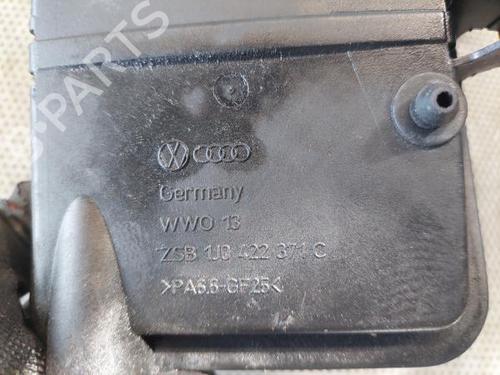 PARTS
Germany
WWO 13
ZSB 1J0 422 371 C
>PA6.6-GF25<